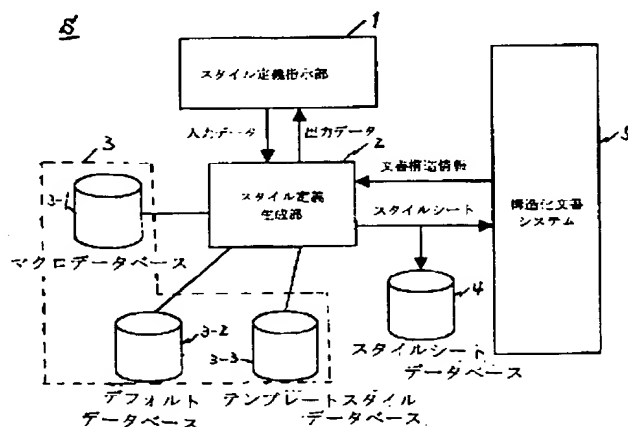 S
1
スタイル定義指示部
入力データ
出力データ
2
スタイル定義
生成部
文書構造情報
スタイルシート
構造化文書
システム
5
3
3-1
マクロデータベース
3-2
デフォルト
データベース
3-3
テンプレートスタイル
データベース
4
スタイルシート
データベース